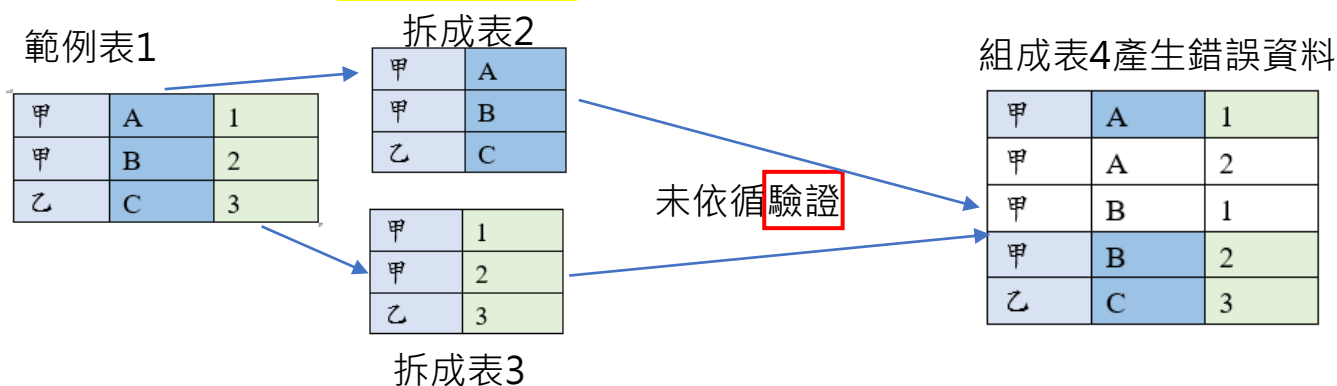 範例表1
甲 A 1
甲 B 2
乙 C 3
拆成表2
甲 A
甲 B
乙 C
甲 1
甲 2
乙 3
拆成表3
未依循驗證
組成表4產生錯誤資料
甲 A 1
甲 A 2
甲 B 1
甲 B 2
乙 C 3